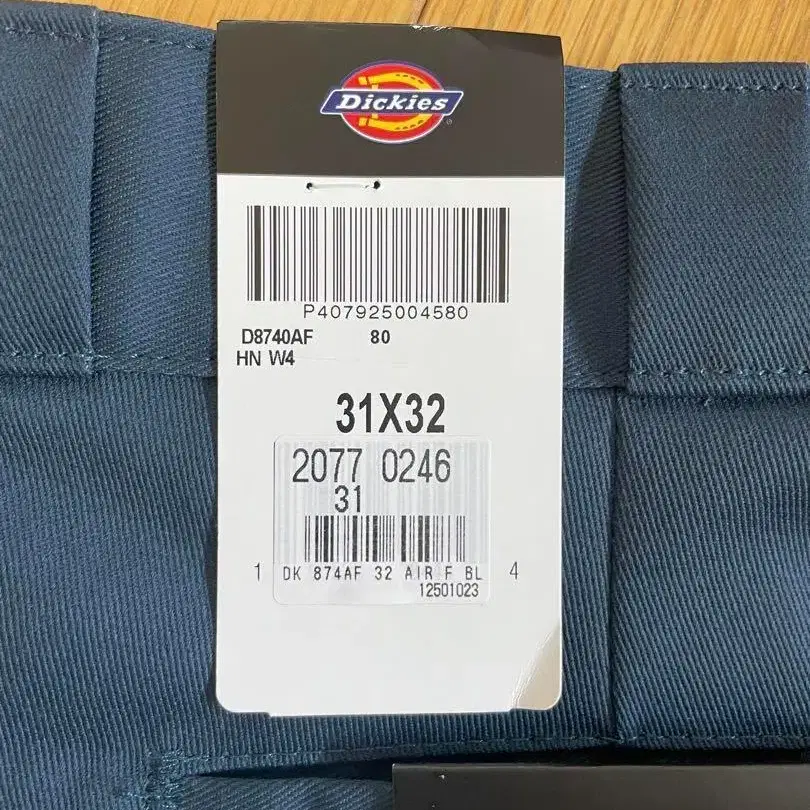 Dickies
P407925004580
D8740AF 80
HN W4
31X32
2077 0246
31
1 DK 874AF 32 AIR F BL 4
12501023